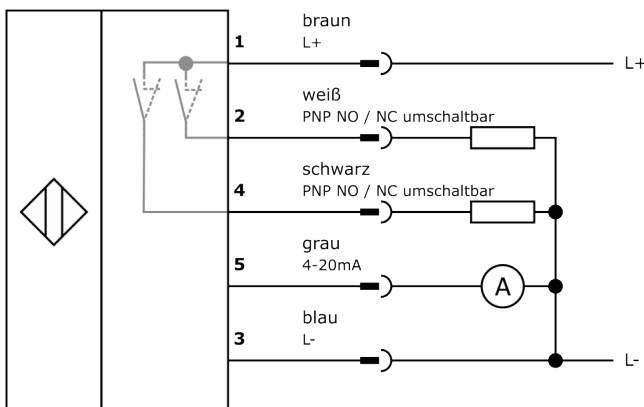 braun
1
L+
L+
weiß
2
PNP NO / NC umschaltbar
schwarz
4
PNP NO / NC umschaltbar
grau
5
4-20mA
A
blau
3
L-
L-